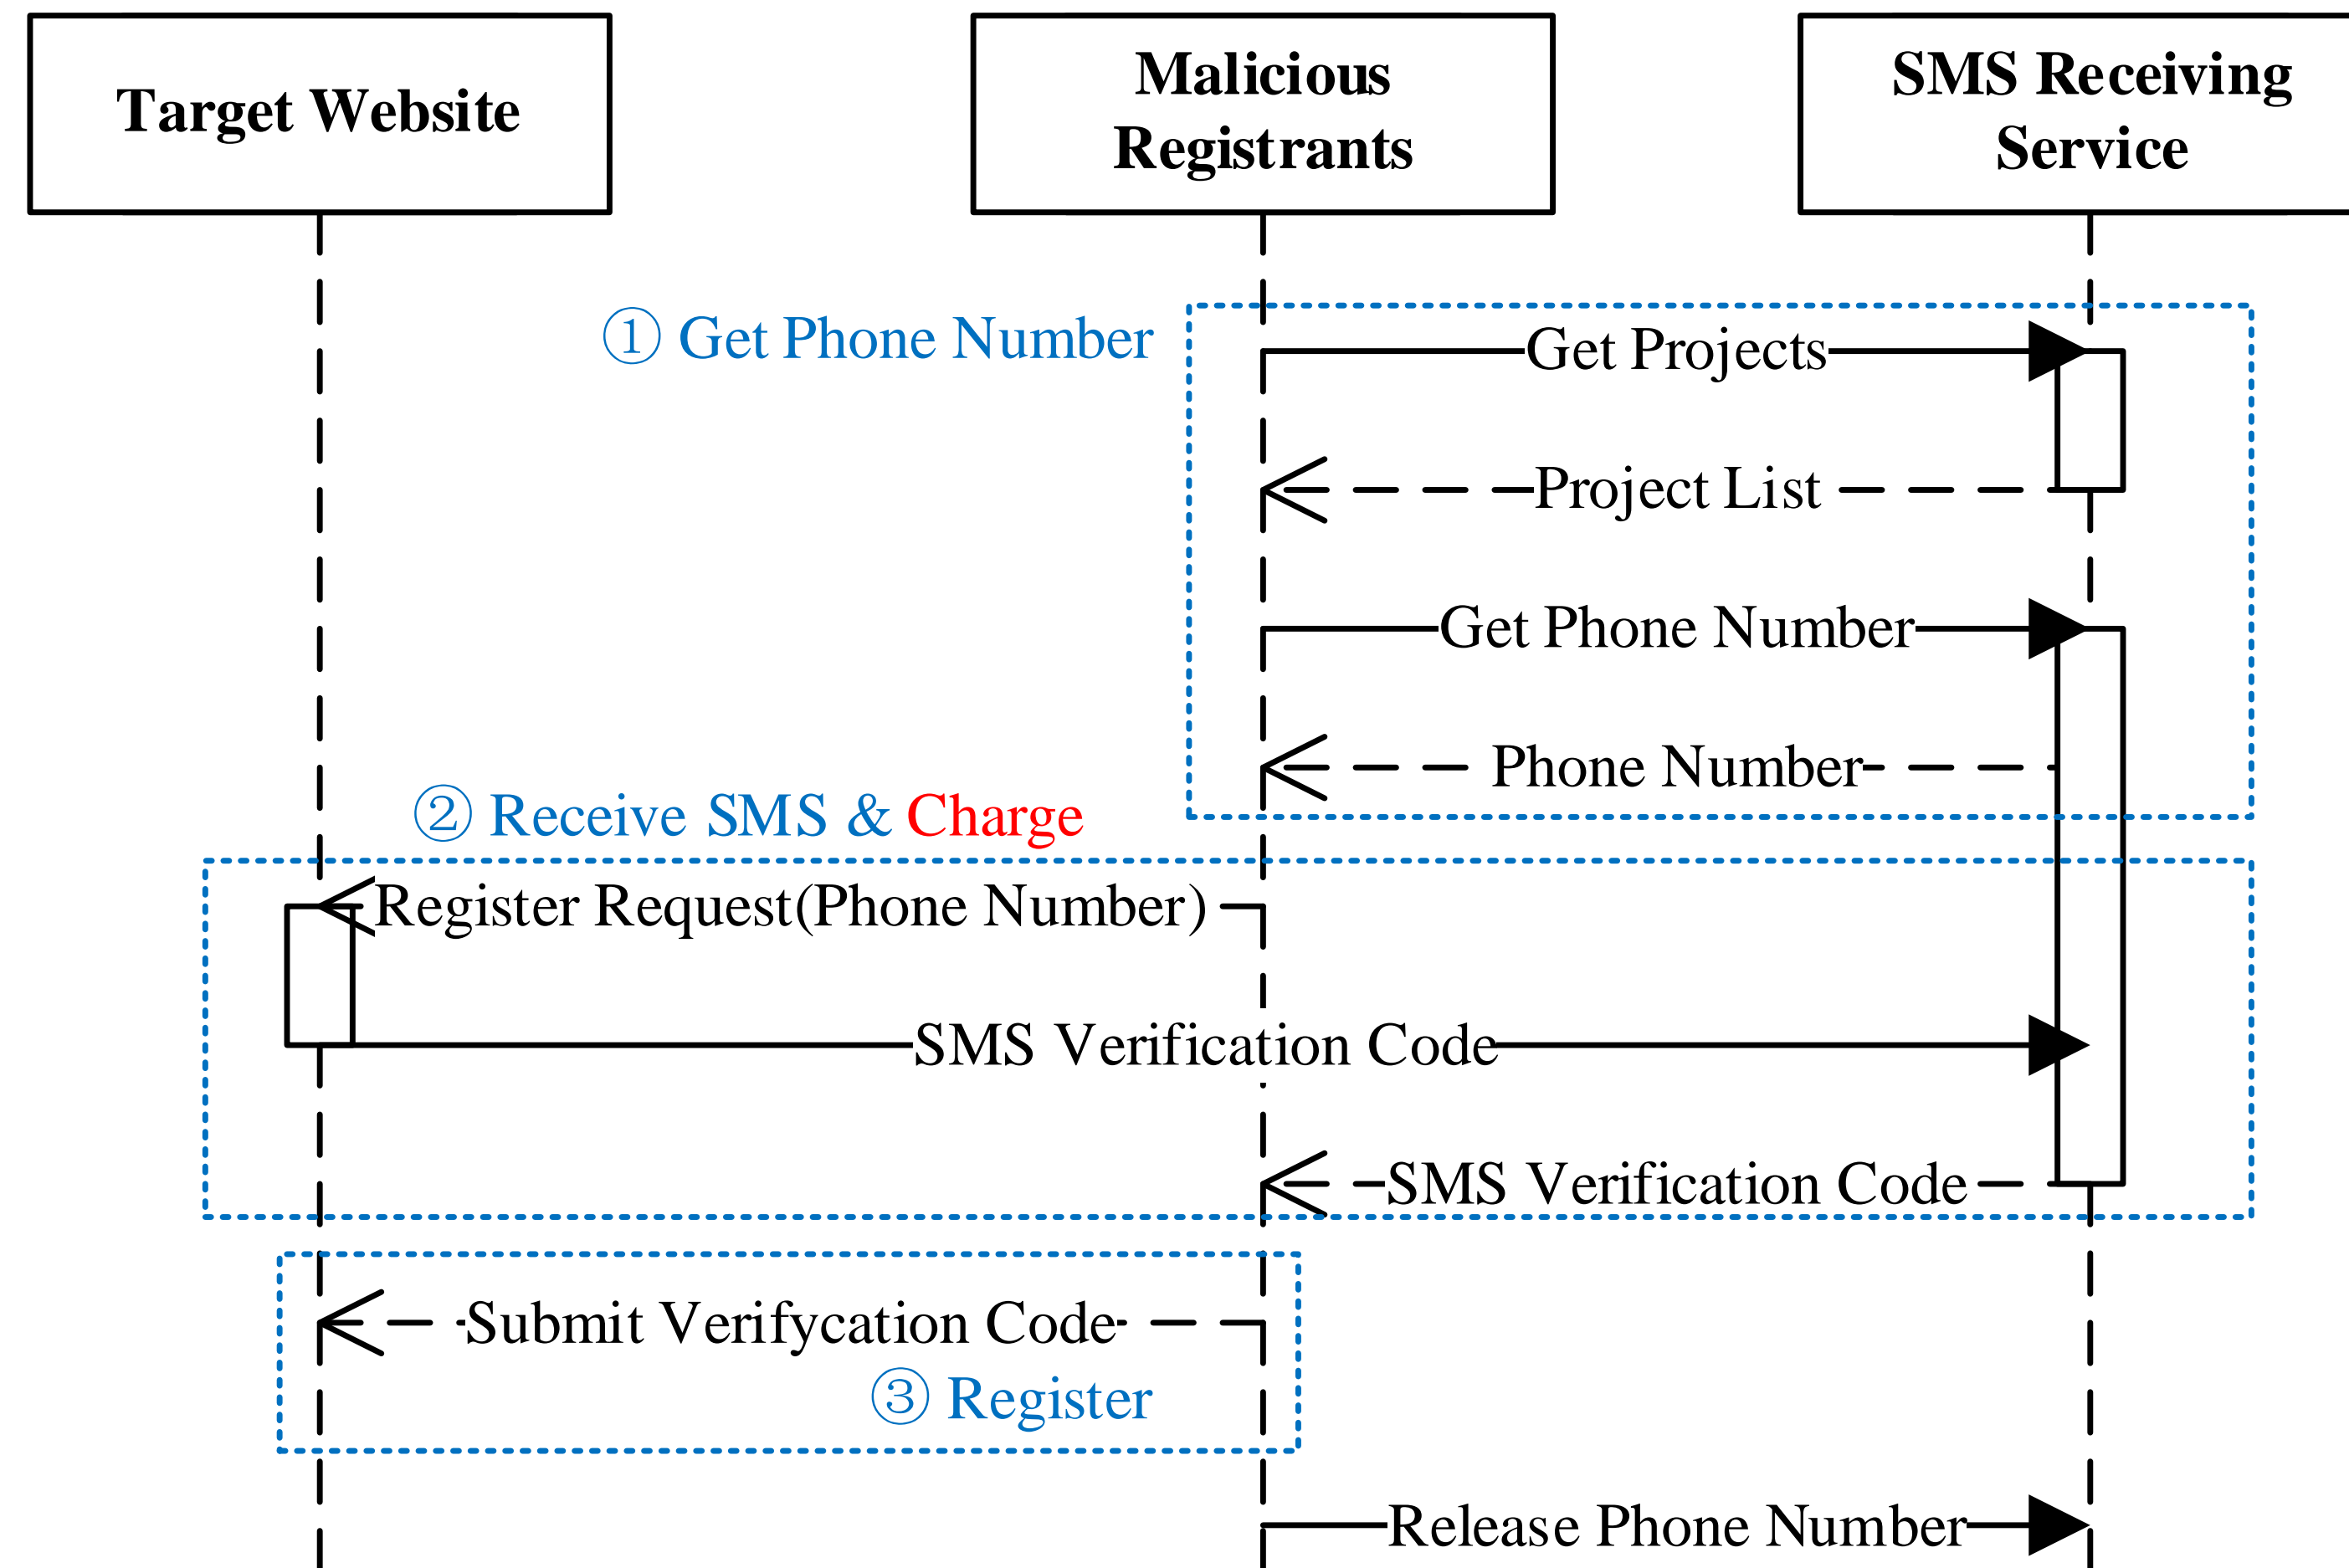 Target Website
Malicious
Registrants
SMS Receiving
Service
① Get Phone Number
Get Projects
Project List
Get Phone Number
Phone Number
② Receive SMS & Charge
Register Request(Phone Number)
SMS Verification Code
SMS Verification Code
Submit Verifycation Code
③ Register
Release Phone Number